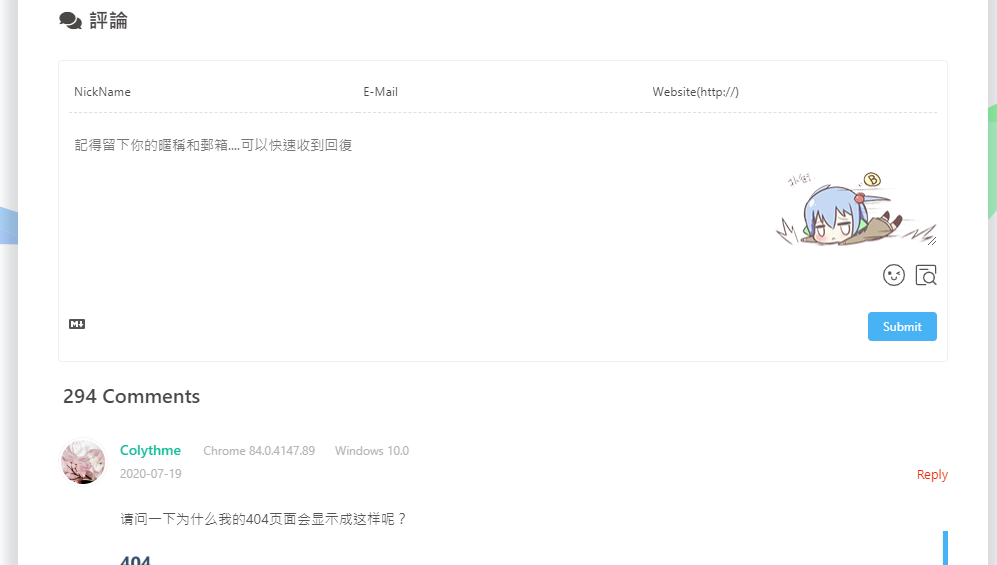 評論
NickName E-Mail Website(http://)
記得留下你的暱稱和郵箱....可以快速收到回復
B
M
Submit
294 Comments
Colythme Chrome 84.0.4147.89 Windows 10.0
2020-07-19
Reply
请问一下为什么我的404页面会显示成这样呢？
404